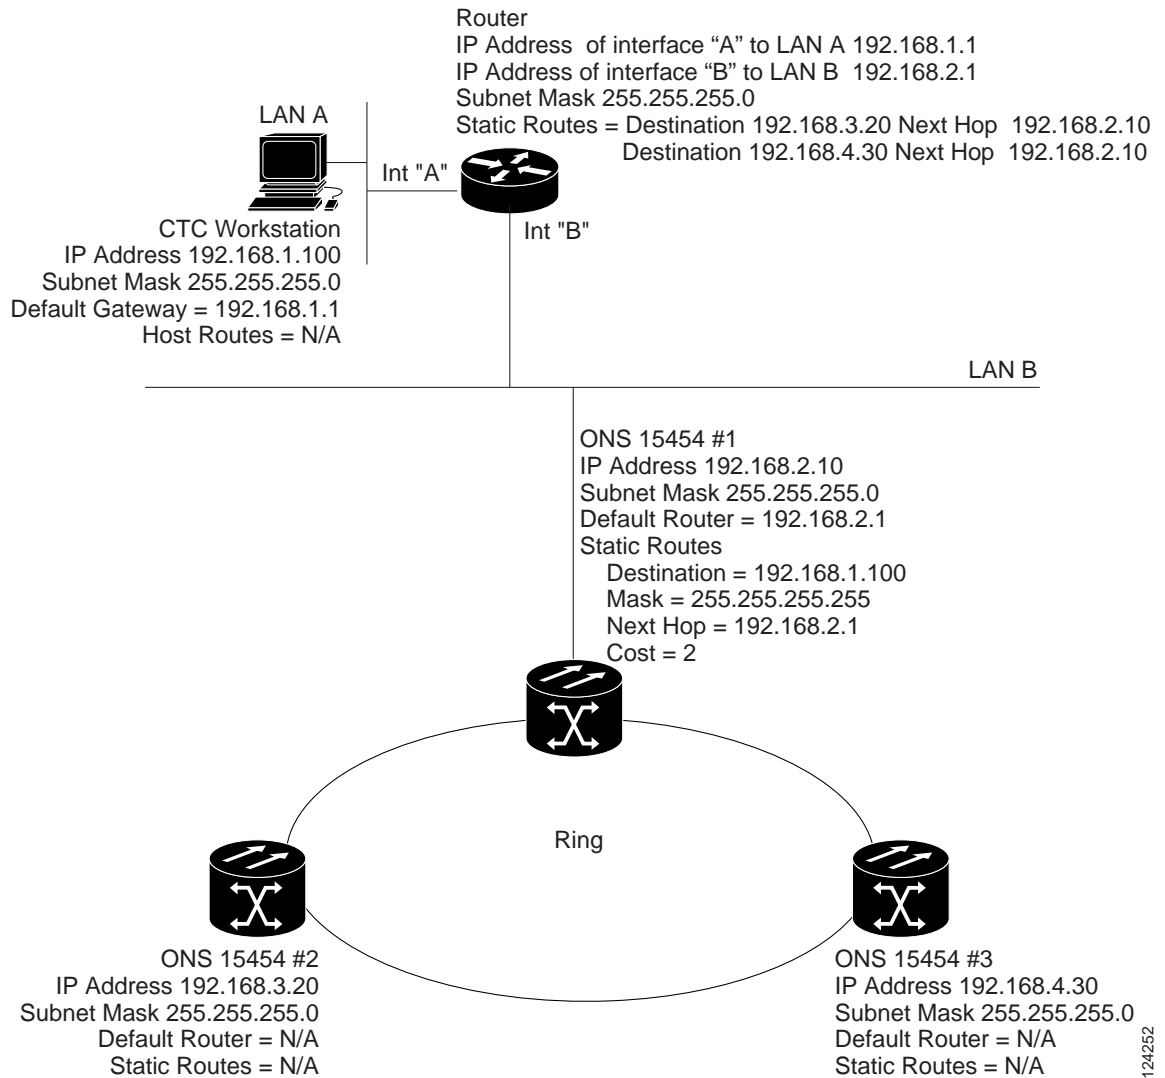 Router
IP Address  of interface “A” to LAN A 192.168.1.1
IP Address of interface “B” to LAN B  192.168.2.1
Subnet Mask 255.255.255.0
Static Routes = Destination 192.168.3.20 Next Hop  192.168.2.10
Destination 192.168.4.30 Next Hop  192.168.2.10
LAN A
Int "A"
Int "B"
CTC Workstation
IP Address 192.168.1.100
Subnet Mask 255.255.255.0
Default Gateway = 192.168.1.1
Host Routes = N/A
LAN B
ONS 15454 #1
IP Address 192.168.2.10
Subnet Mask 255.255.255.0
Default Router = 192.168.2.1
Static Routes
Destination = 192.168.1.100
Mask = 255.255.255.255
Next Hop = 192.168.2.1
Cost = 2
Ring
ONS 15454 #2
IP Address 192.168.3.20
Subnet Mask 255.255.255.0
Default Router = N/A
Static Routes = N/A
ONS 15454 #3
IP Address 192.168.4.30
Subnet Mask 255.255.255.0
Default Router = N/A
Static Routes = N/A
124252